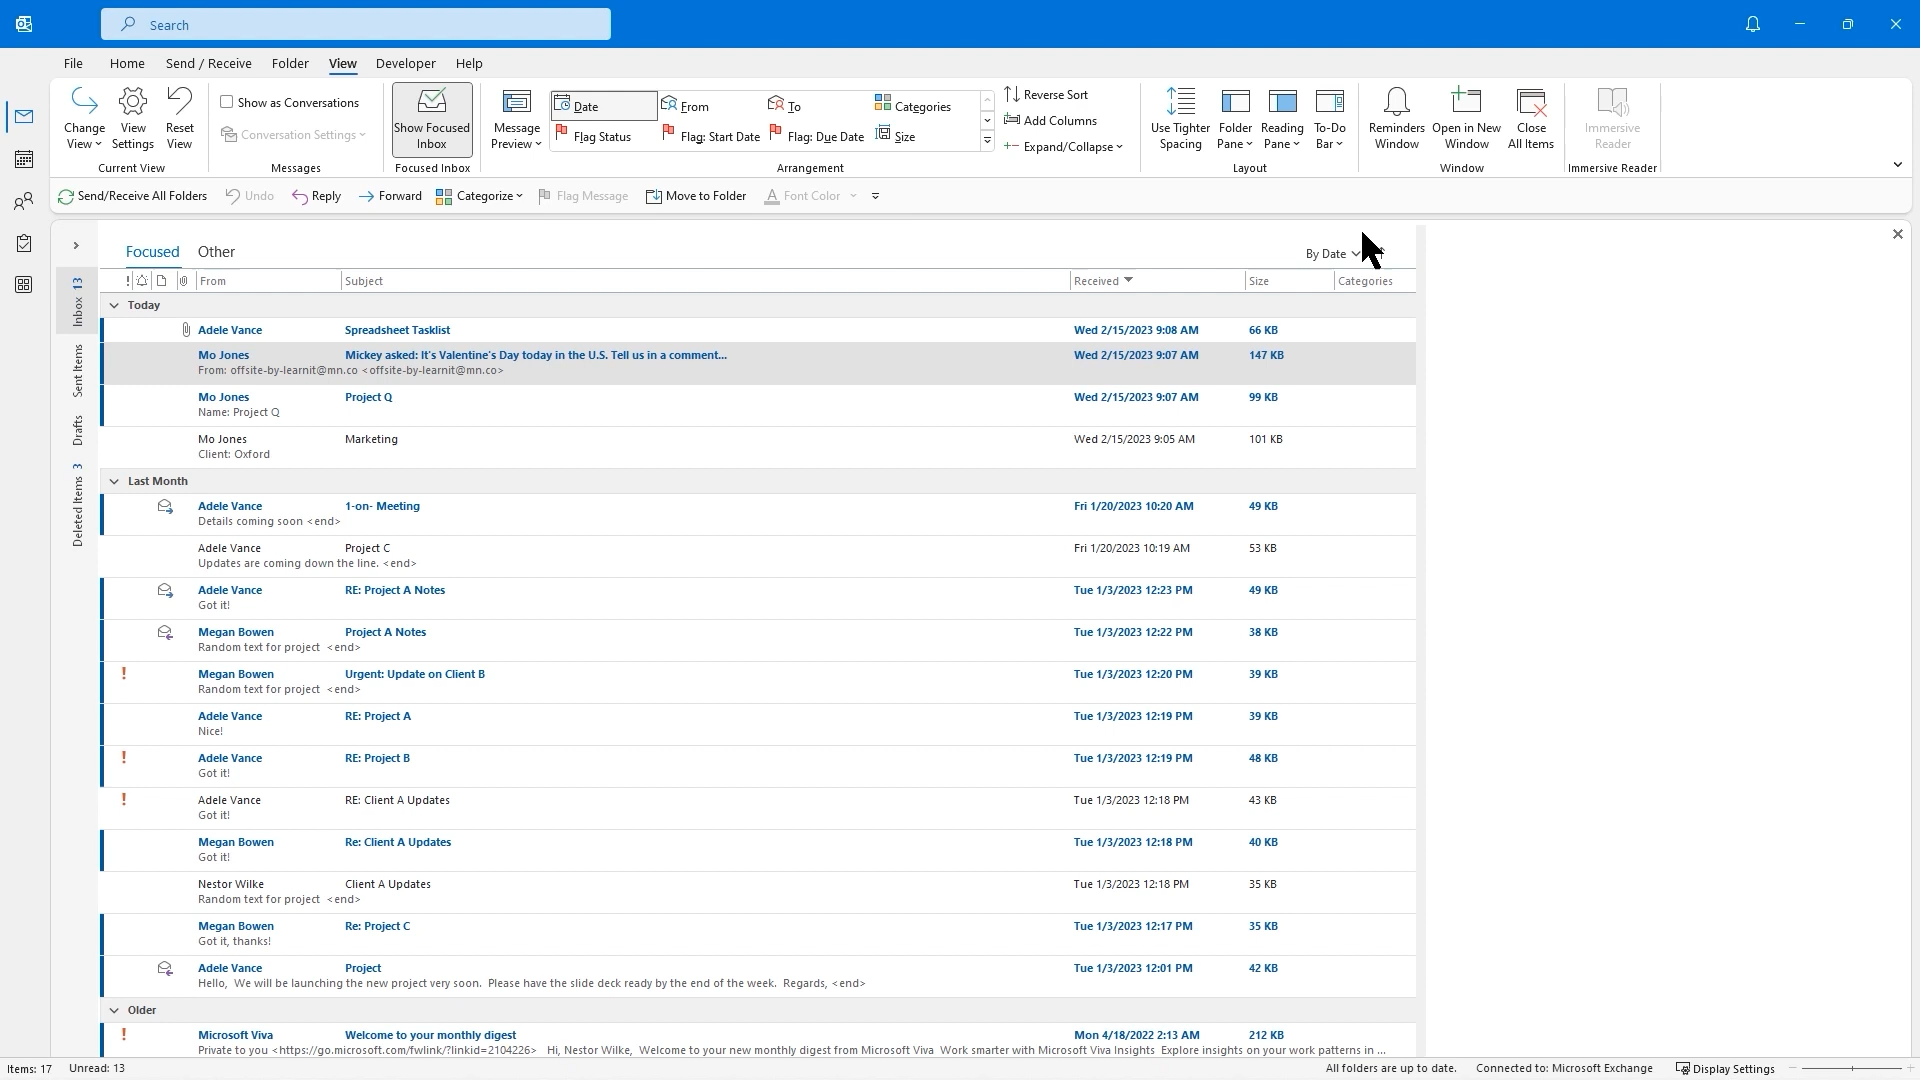 Search
File Home Send / Receive Folder View Developer Help
Change View
View Settings
Reset View
Current View
Show as Conversations
Conversation Settings
Messages
Show Focused Inbox
Focused Inbox
Message Preview
Date From To Categories
Flag Status Flag: Start Date Flag: Due Date Size
Arrangement
Reverse Sort
Add Columns
Expand/Collapse
Use Tighter Spacing
Folder Pane
Reading Pane
To-Do Bar
Layout
Reminders Window
Open in New Window
Close All Items
Window
Immersive Reader
Immersive Reader
Send/Receive All Folders Undo Reply Forward Categorize Flag Message Move to Folder Font Color
Inbox 13
Sent Items
Drafts
Deleted Items 3
Focused Other By Date
! From Subject Received Size Categories
Today
Adele Vance Spreadsheet Tasklist Wed 2/15/2023 9:08 AM 66 KB
Mo Jones Mickey asked: It's Valentine's Day today in the U.S. Tell us in a comment... Wed 2/15/2023 9:07 AM 147 KB
From: offsite-by-learnit@mn.co <offsite-by-learnit@mn.co>
Mo Jones Project Q Wed 2/15/2023 9:07 AM 99 KB
Name: Project Q
Mo Jones Marketing Wed 2/15/2023 9:05 AM 101 KB
Client: Oxford
Last Month
Adele Vance 1-on- Meeting Fri 1/20/2023 10:20 AM 49 KB
Details coming soon <end>
Adele Vance Project C Fri 1/20/2023 10:19 AM 53 KB
Updates are coming down the line. <end>
Adele Vance RE: Project A Notes Tue 1/3/2023 12:23 PM 49 KB
Got it!
Megan Bowen Project A Notes Tue 1/3/2023 12:22 PM 38 KB
Random text for project <end>
! Megan Bowen Urgent: Update on Client B Tue 1/3/2023 12:20 PM 39 KB
Random text for project <end>
Adele Vance RE: Project A Tue 1/3/2023 12:19 PM 39 KB
Nice!
! Adele Vance RE: Project B Tue 1/3/2023 12:19 PM 48 KB
Got it!
! Adele Vance RE: Client A Updates Tue 1/3/2023 12:18 PM 43 KB
Got it!
Megan Bowen Re: Client A Updates Tue 1/3/2023 12:18 PM 40 KB
Got it!
Nestor Wilke Client A Updates Tue 1/3/2023 12:18 PM 35 KB
Random text for project <end>
Megan Bowen Re: Project C Tue 1/3/2023 12:17 PM 35 KB
Got it, thanks!
Adele Vance Project Tue 1/3/2023 12:01 PM 42 KB
Hello, We will be launching the new project very soon. Please have the slide deck ready by the end of the week. Regards, <end>
Older
! Microsoft Viva Welcome to your monthly digest Mon 4/18/2022 2:13 AM 212 KB
Private to you <https://go.microsoft.com/fwlink/?linkid=2104226> Hi, Nestor Wilke, Welcome to your new monthly digest from Microsoft Viva Work smarter with Microsoft Viva Insights Explore insights on your work patterns in ...
Items: 17 Unread: 13 All folders are up to date. Connected to: Microsoft Exchange Display Settings